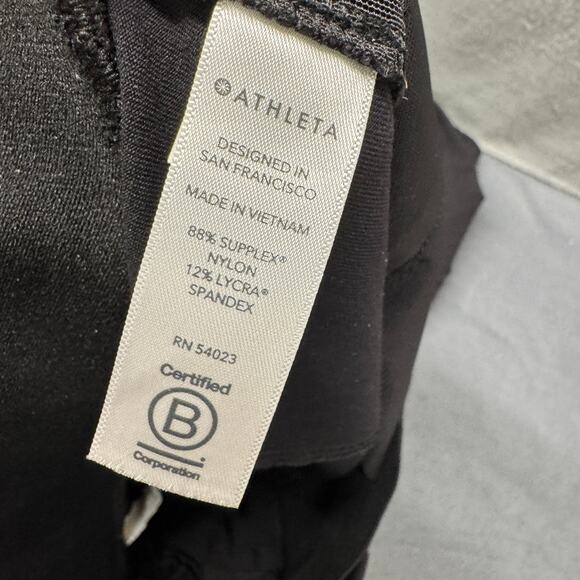 ATHLETA
DESIGNED IN
SAN FRANCISCO
MADE IN VIETNAM
88% SUPPLEX®
NYLON
12% LYCRA®
SPANDEX
RN 54023
Certified
B
Corporation